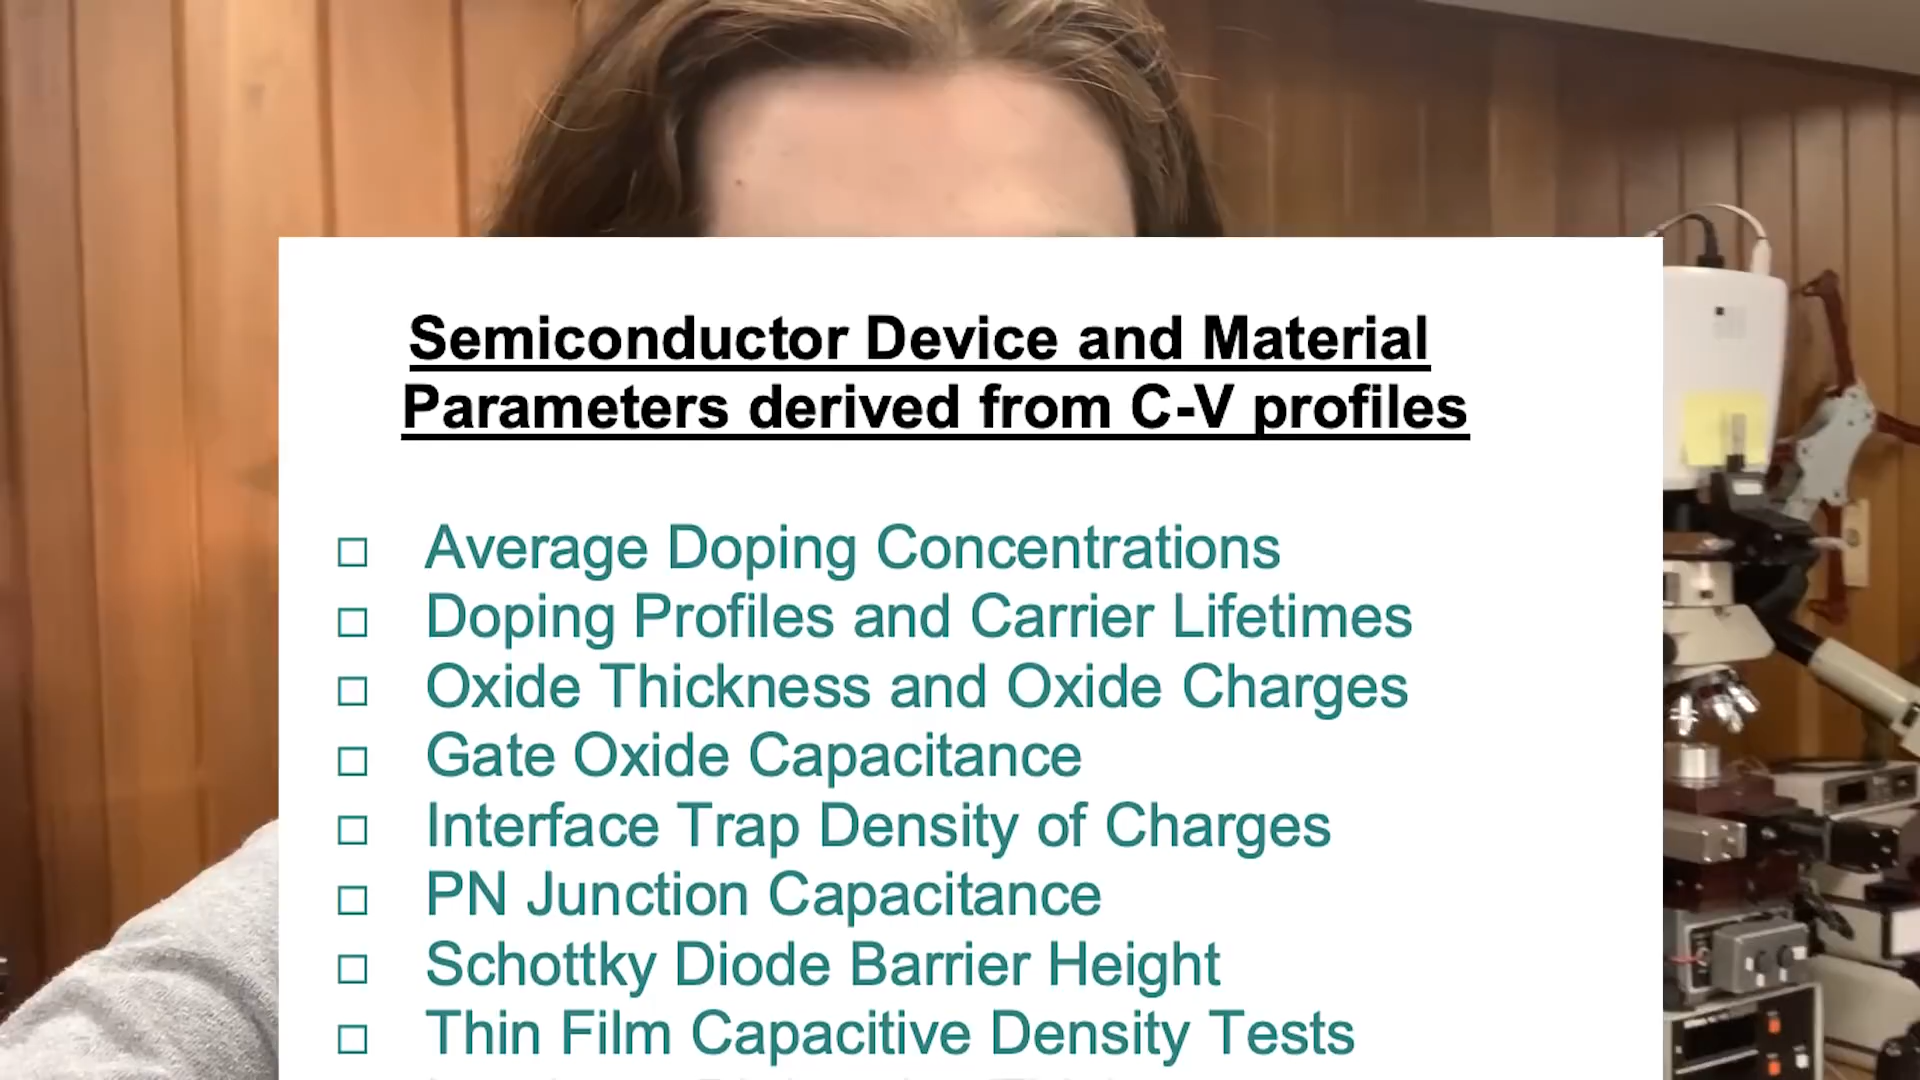 Semiconductor Device and Material
Parameters derived from C-V profiles
□ Average Doping Concentrations
□ Doping Profiles and Carrier Lifetimes
□ Oxide Thickness and Oxide Charges
□ Gate Oxide Capacitance
□ Interface Trap Density of Charges
□ PN Junction Capacitance
□ Schottky Diode Barrier Height
□ Thin Film Capacitive Density Tests